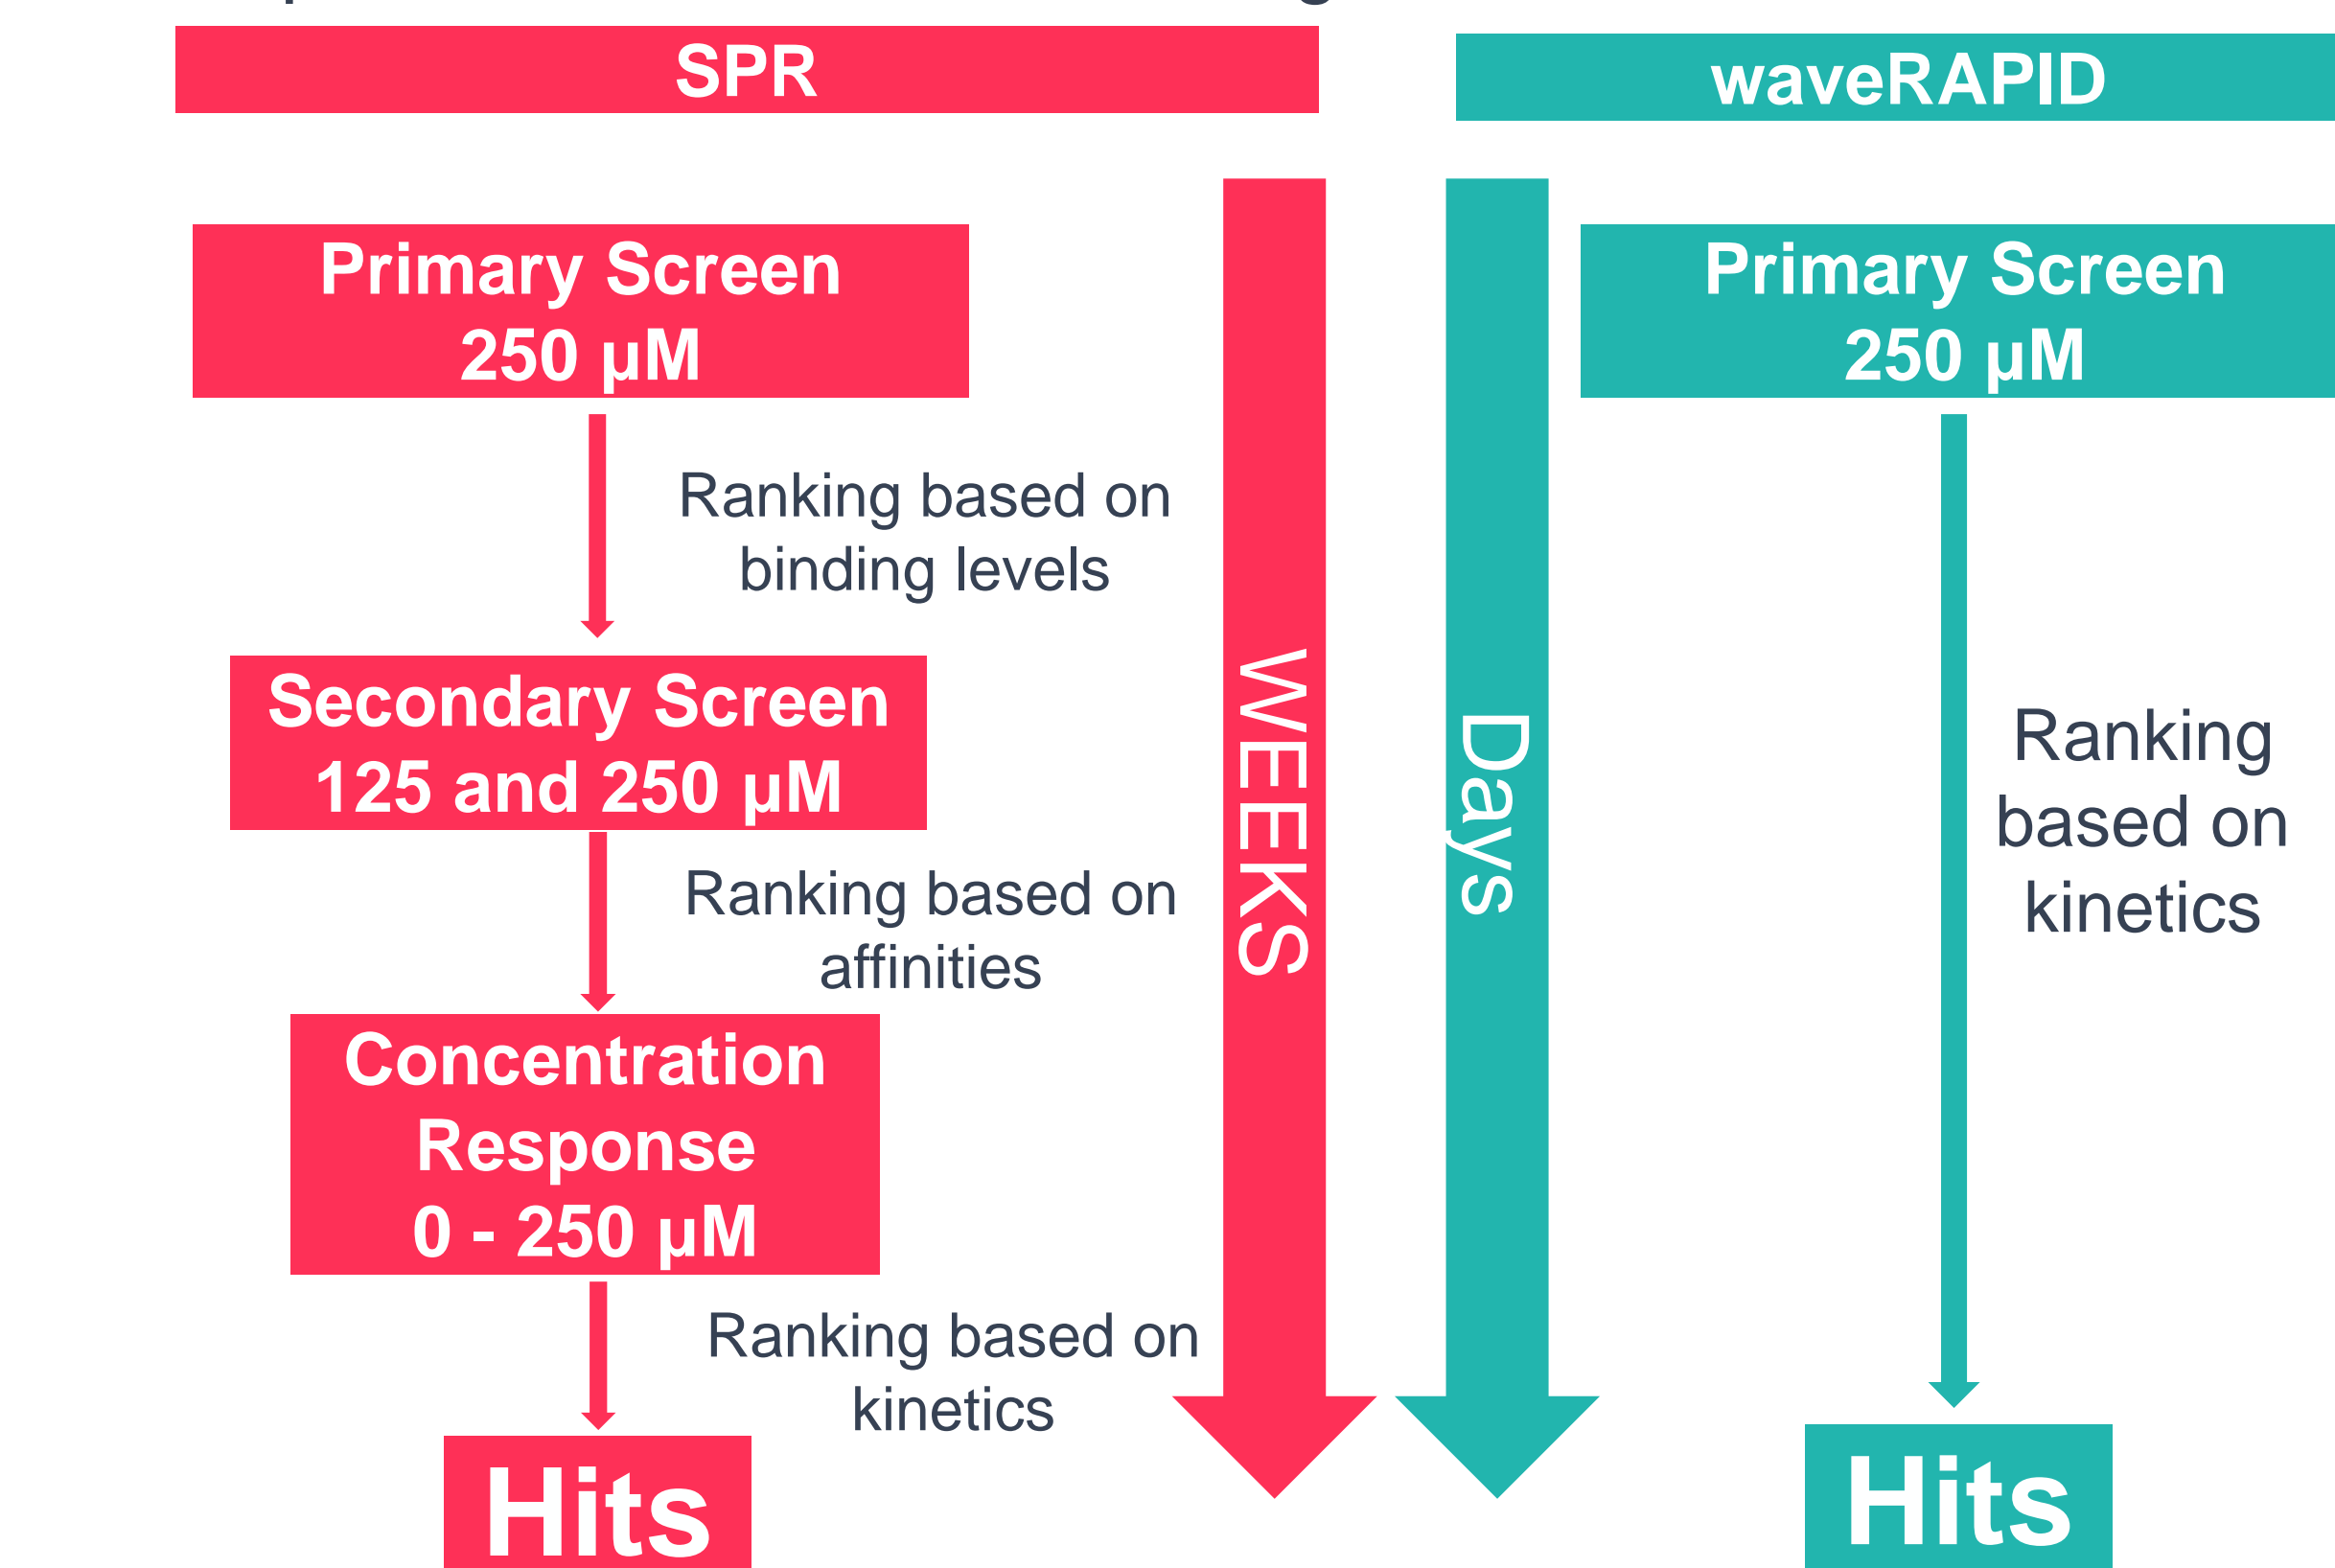 SPR
waveRAPID
Primary Screen
250 µM
Ranking based on
binding levels
Secondary Screen
125 and 250 µM
Ranking based on
affinities
Concentration
Response
0 - 250 µM
Ranking based on
kinetics
Hits
WEEKS
Days
Primary Screen
250 µM
Ranking
based on
kinetics
Hits